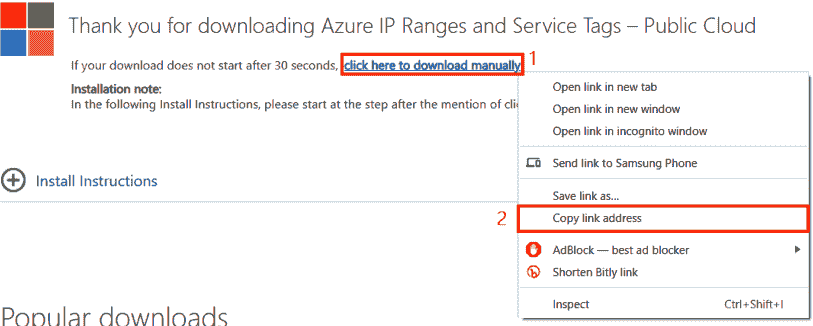 Thank you for downloading Azure IP Ranges and Service Tags – Public Cloud
If your download does not start after 30 seconds, click here to download manually 1
Installation note:
In the following Install Instructions, please start at the step after the mention of
Open link in new tab
Open link in new window
Open link in incognito window
Send link to Samsung Phone
Install Instructions
Save link as...
2 Copy link address
AdBlock — best ad blocker
Shorten Bitly link
Inspect Ctrl+Shift+I
Popular downloads